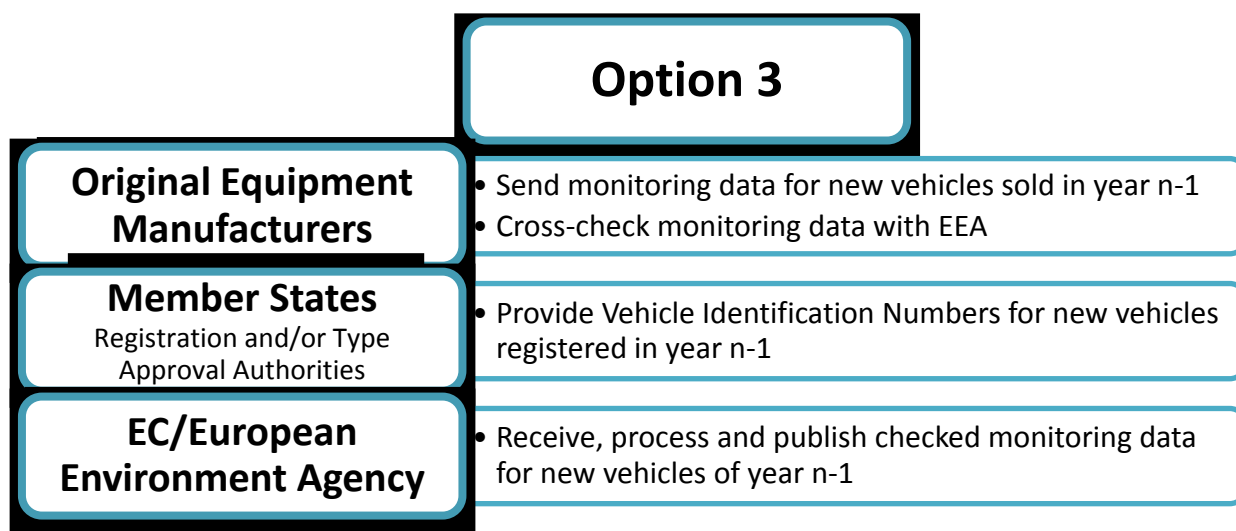 Option 3
Original Equipment
Manufacturers
• Send monitoring data for new vehicles sold in year n-1
• Cross-check monitoring data with EEA
Member States
Registration and/or Type
Approval Authorities
• Provide Vehicle Identification Numbers for new vehicles
registered in year n-1
EC/European
Environment Agency
• Receive, process and publish checked monitoring data
for new vehicles of year n-1